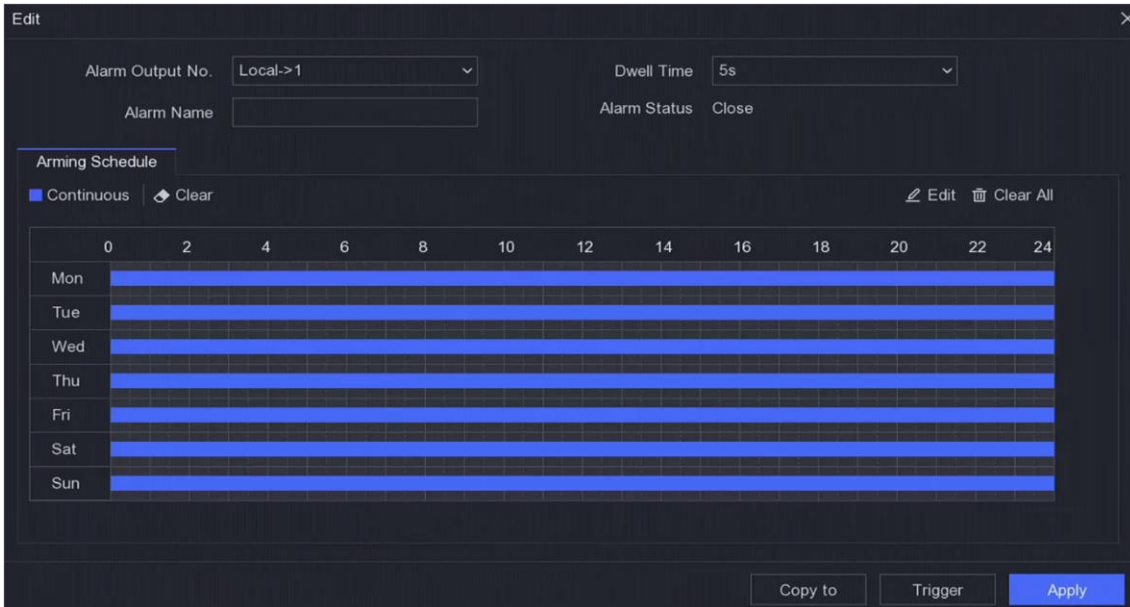 Edit
Alarm Output No. Local->1 Dwell Time 5s
Alarm Name Alarm Status Close
Arming Schedule
Continuous Clear Edit Clear All
0 2 4 6 8 10 12 14 16 18 20 22 24
Mon
Tue
Wed
Thu
Fri
Sat
Sun
Copy to Trigger Apply